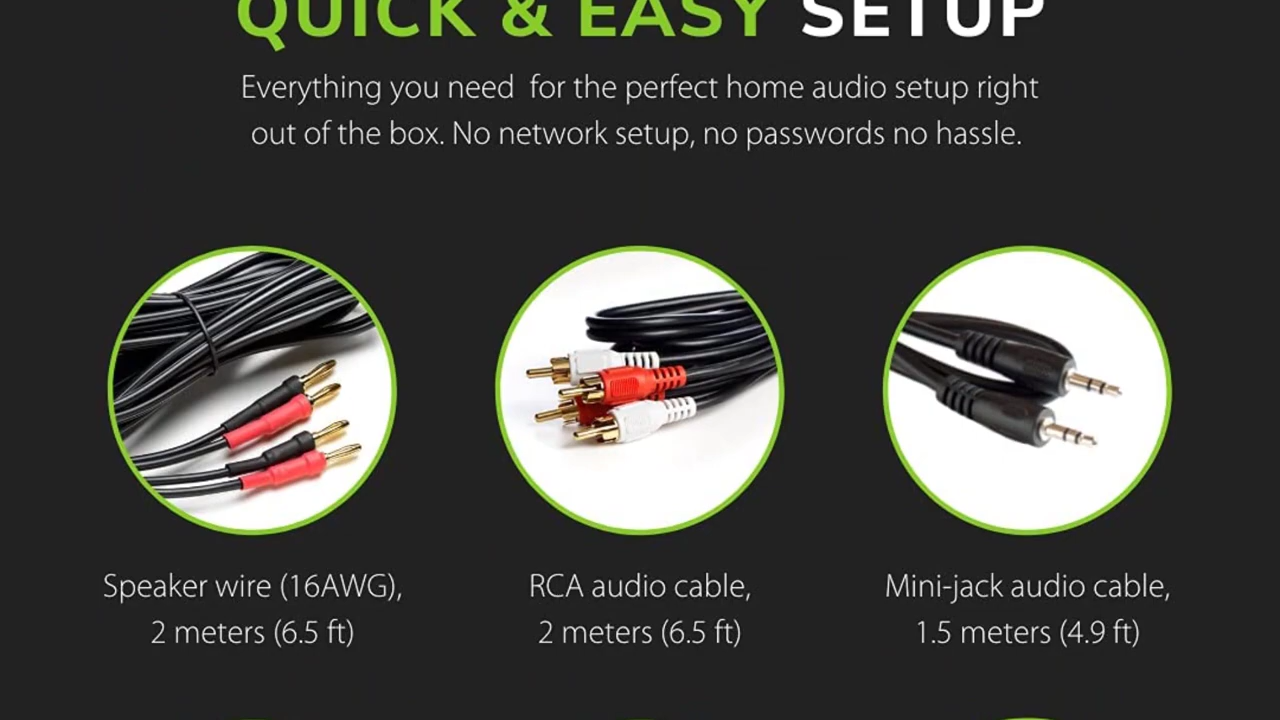 QUICK & EASY SETUP
Everything you need  for the perfect home audio setup right
out of the box. No network setup, no passwords no hassle.
Speaker wire (16AWG),
2 meters (6.5 ft)
RCA audio cable,
2 meters (6.5 ft)
Mini-jack audio cable,
1.5 meters (4.9 ft)